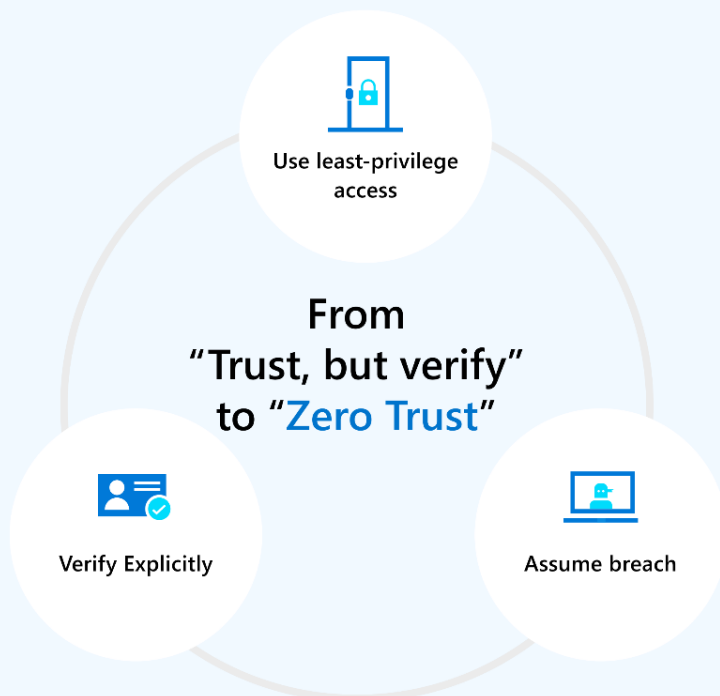 Use least-privilege
access
From
“Trust, but verify”
to “Zero Trust”
Verify Explicitly
Assume breach